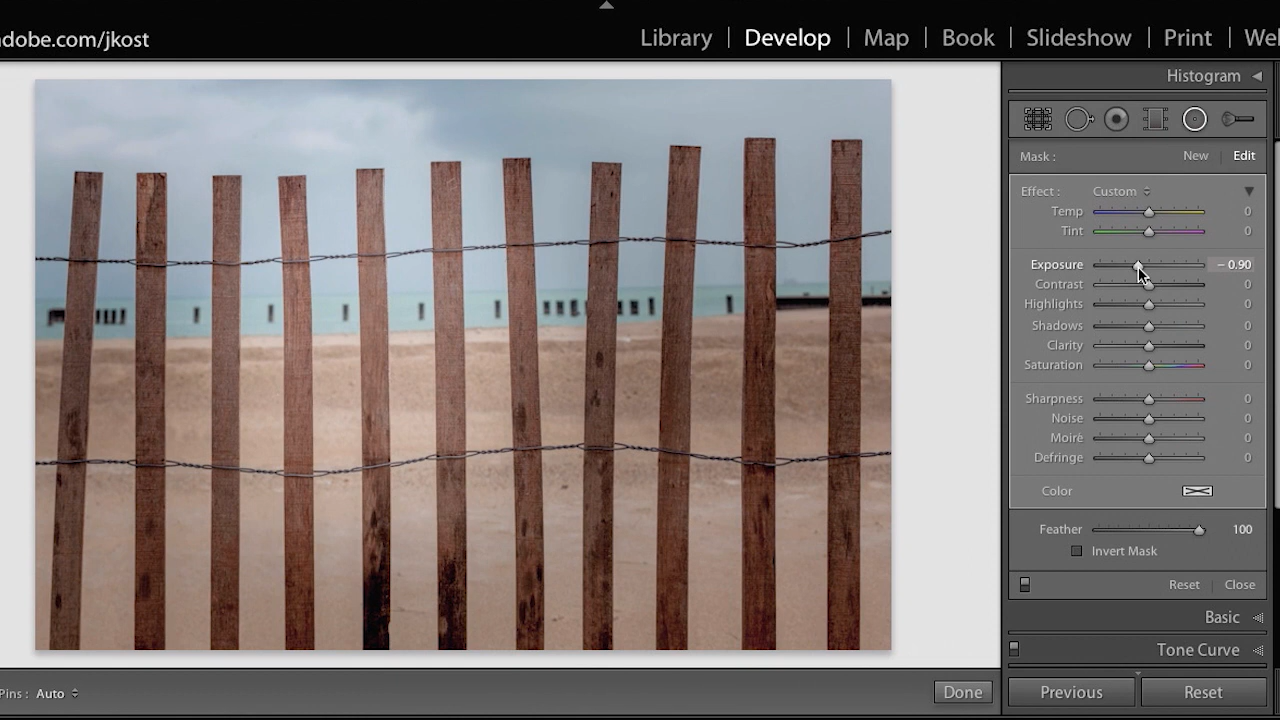 adobe.com/jkost
Library | Develop | Map | Book | Slideshow | Print | We
Histogram
Mask : New | Edit
Effect : Custom
Temp 0
Tint 0
Exposure – 0.90
Contrast 0
Highlights 0
Shadows 0
Clarity 0
Saturation 0
Sharpness 0
Noise 0
Moiré 0
Defringe 0
Color
Feather 100
Invert Mask
Reset | Close
Basic
Tone Curve
Pins : Auto
Done
Previous
Reset